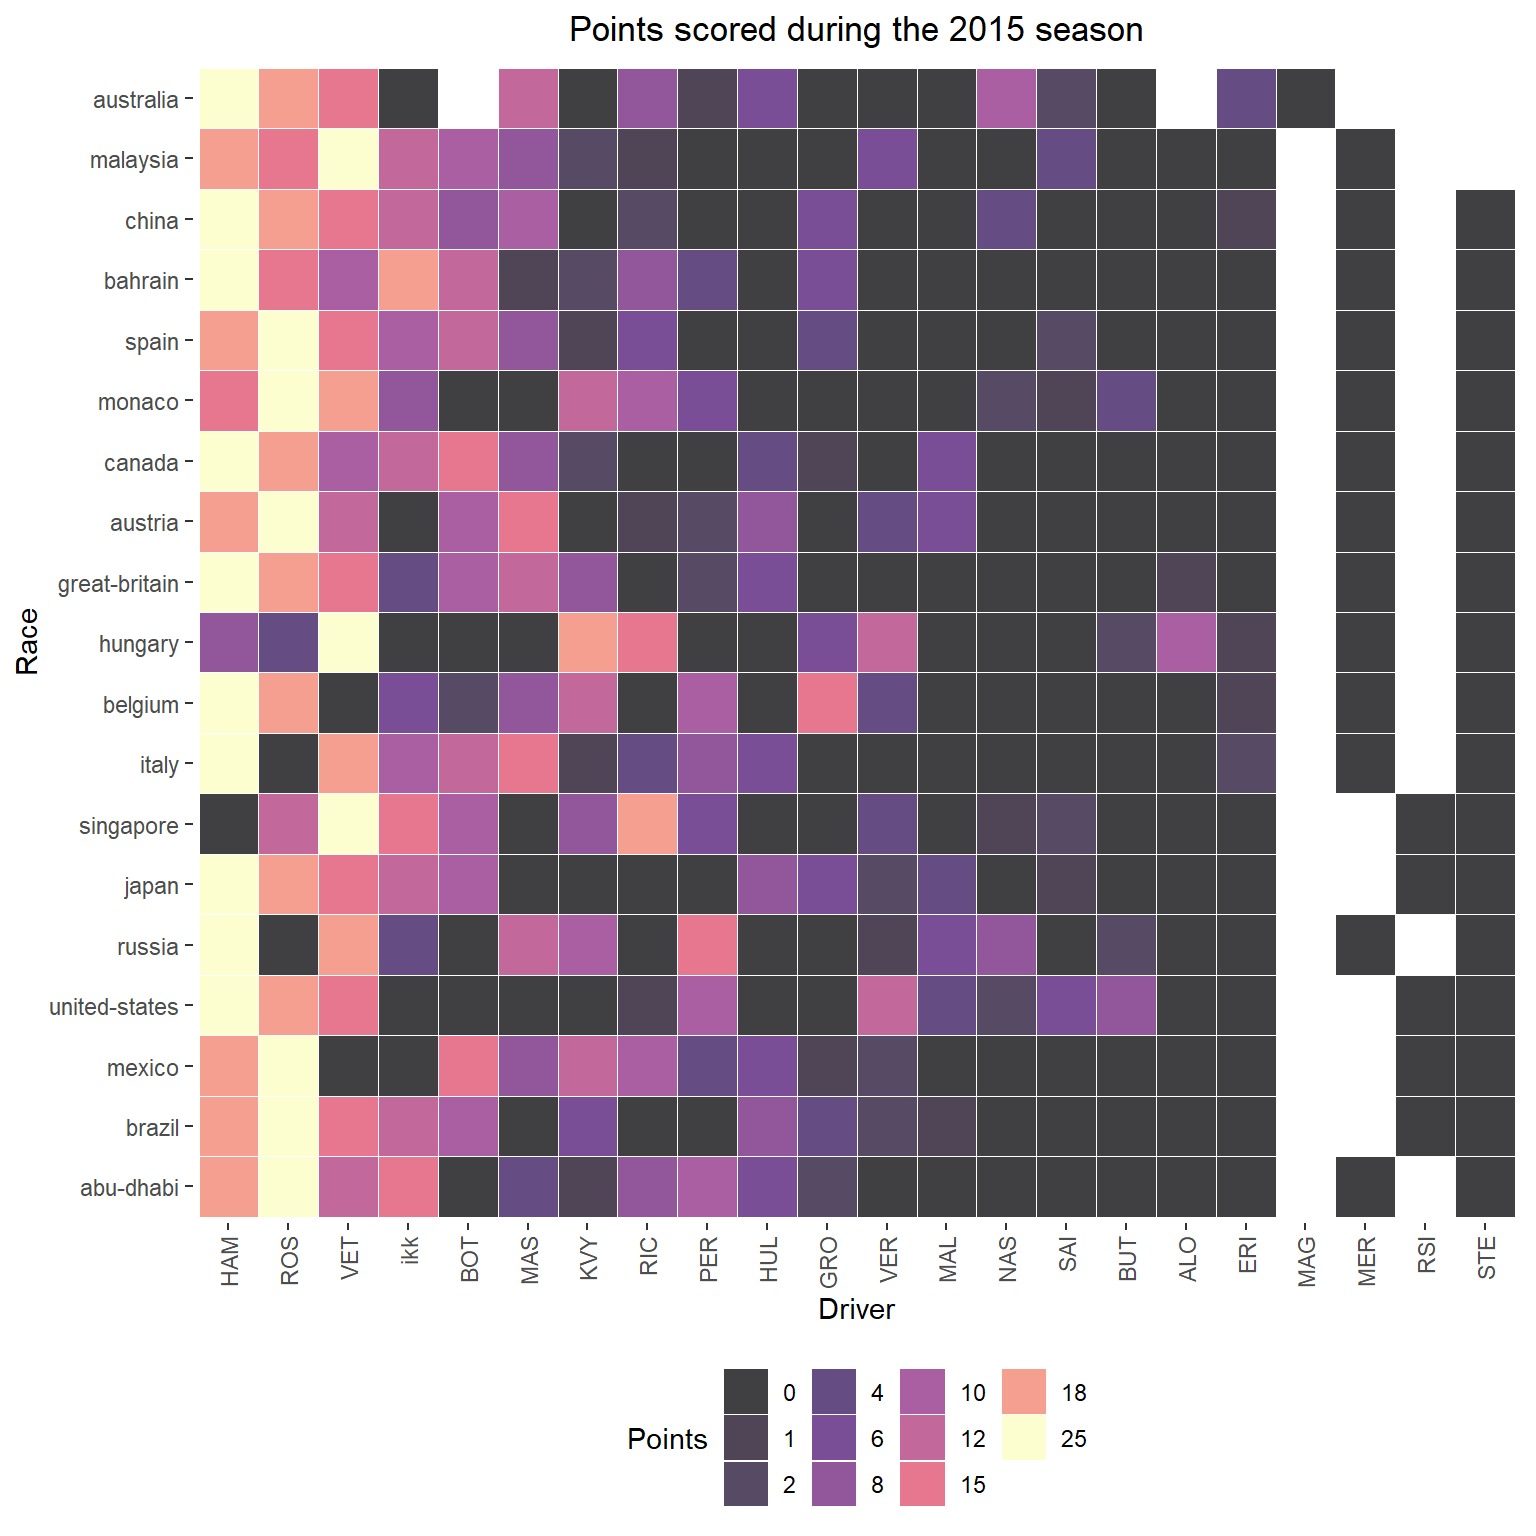 Points scored during the 2015 season
Race
australia
malaysia
china
bahrain
spain
monaco
canada
austria
great-britain
hungary
belgium
italy
singapore
japan
russia
united-states
mexico
brazil
abu-dhabi
HAM ROS VET ikk BOT MAS KVY RIC PER HUL GRO VER MAL NAS SAI BUT ALO ERI MAG MER RSI STE
Driver
Points
0 4 10 18
1 6 12 25
2 8 15